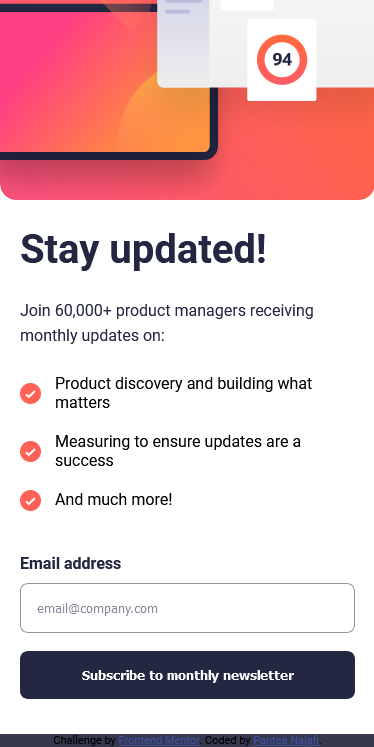 94
Stay updated!
Join 60,000+ product managers receiving
monthly updates on:
Product discovery and building what
matters
Measuring to ensure updates are a
success
And much more!
Email address
email@company.com
Subscribe to monthly newsletter
Challenge by Frontend Mentor. Coded by Pantea Najafi.